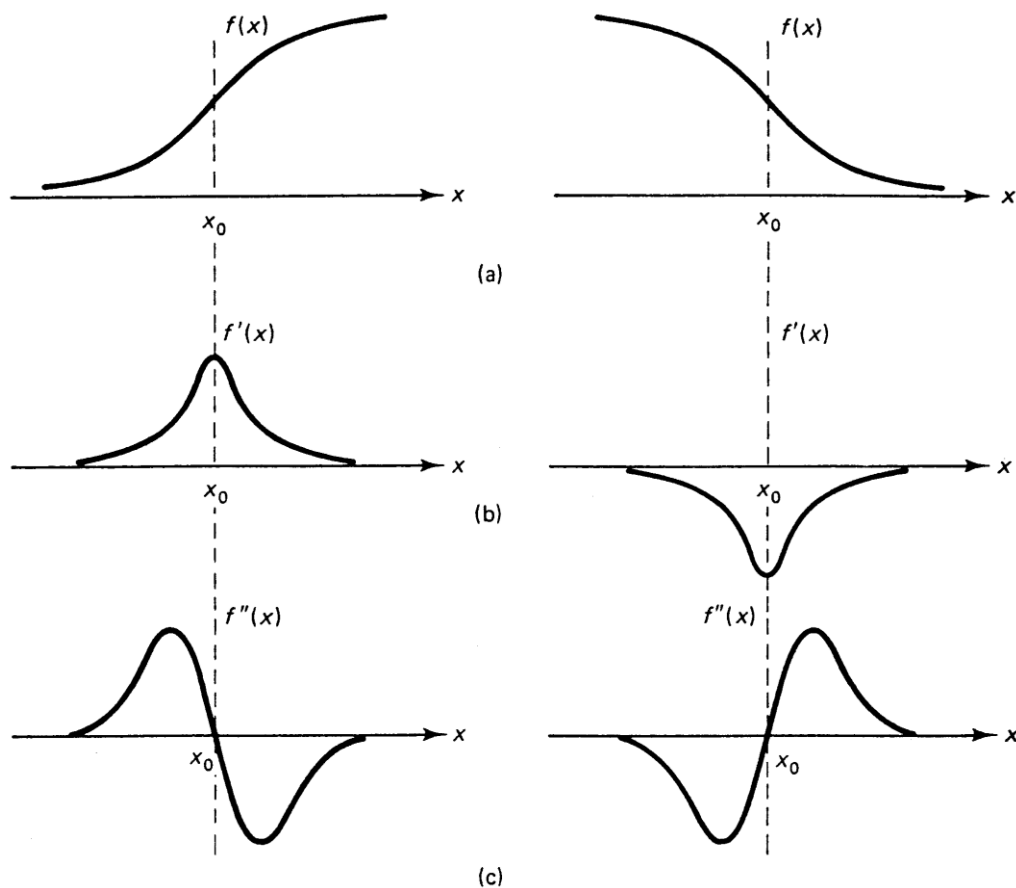 f(x) f(x)
x x
x₀ x₀
(a)
f'(x) f'(x)
x x
x₀ x₀
(b)
f"(x) f"(x)
x x
x₀ x₀
(c)